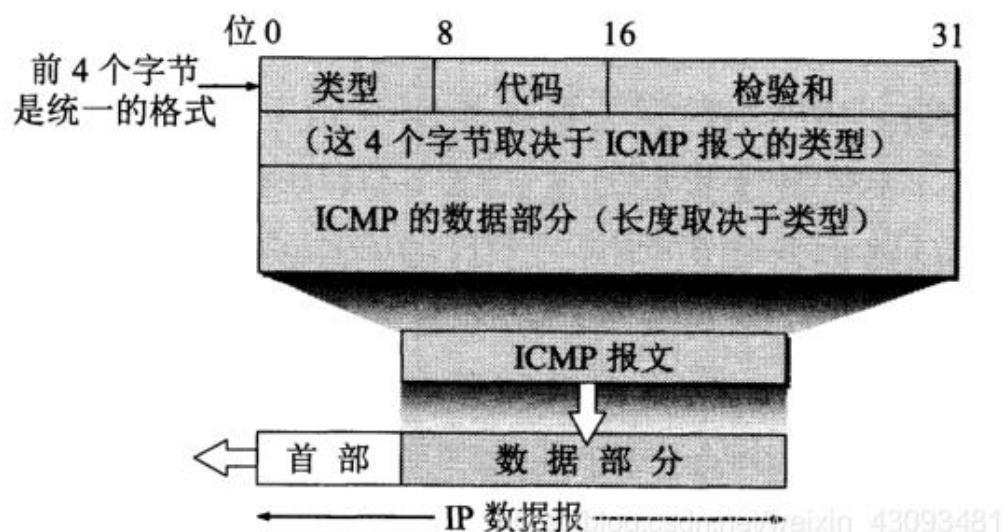 位 0 8 16 31
前 4 个字节
是统一的格式
类型 代码 检验和
（这 4 个字节取决于 ICMP 报文的类型）
ICMP 的数据部分（长度取决于类型）
ICMP 报文
首 部 数 据 部 分
IP 数据报